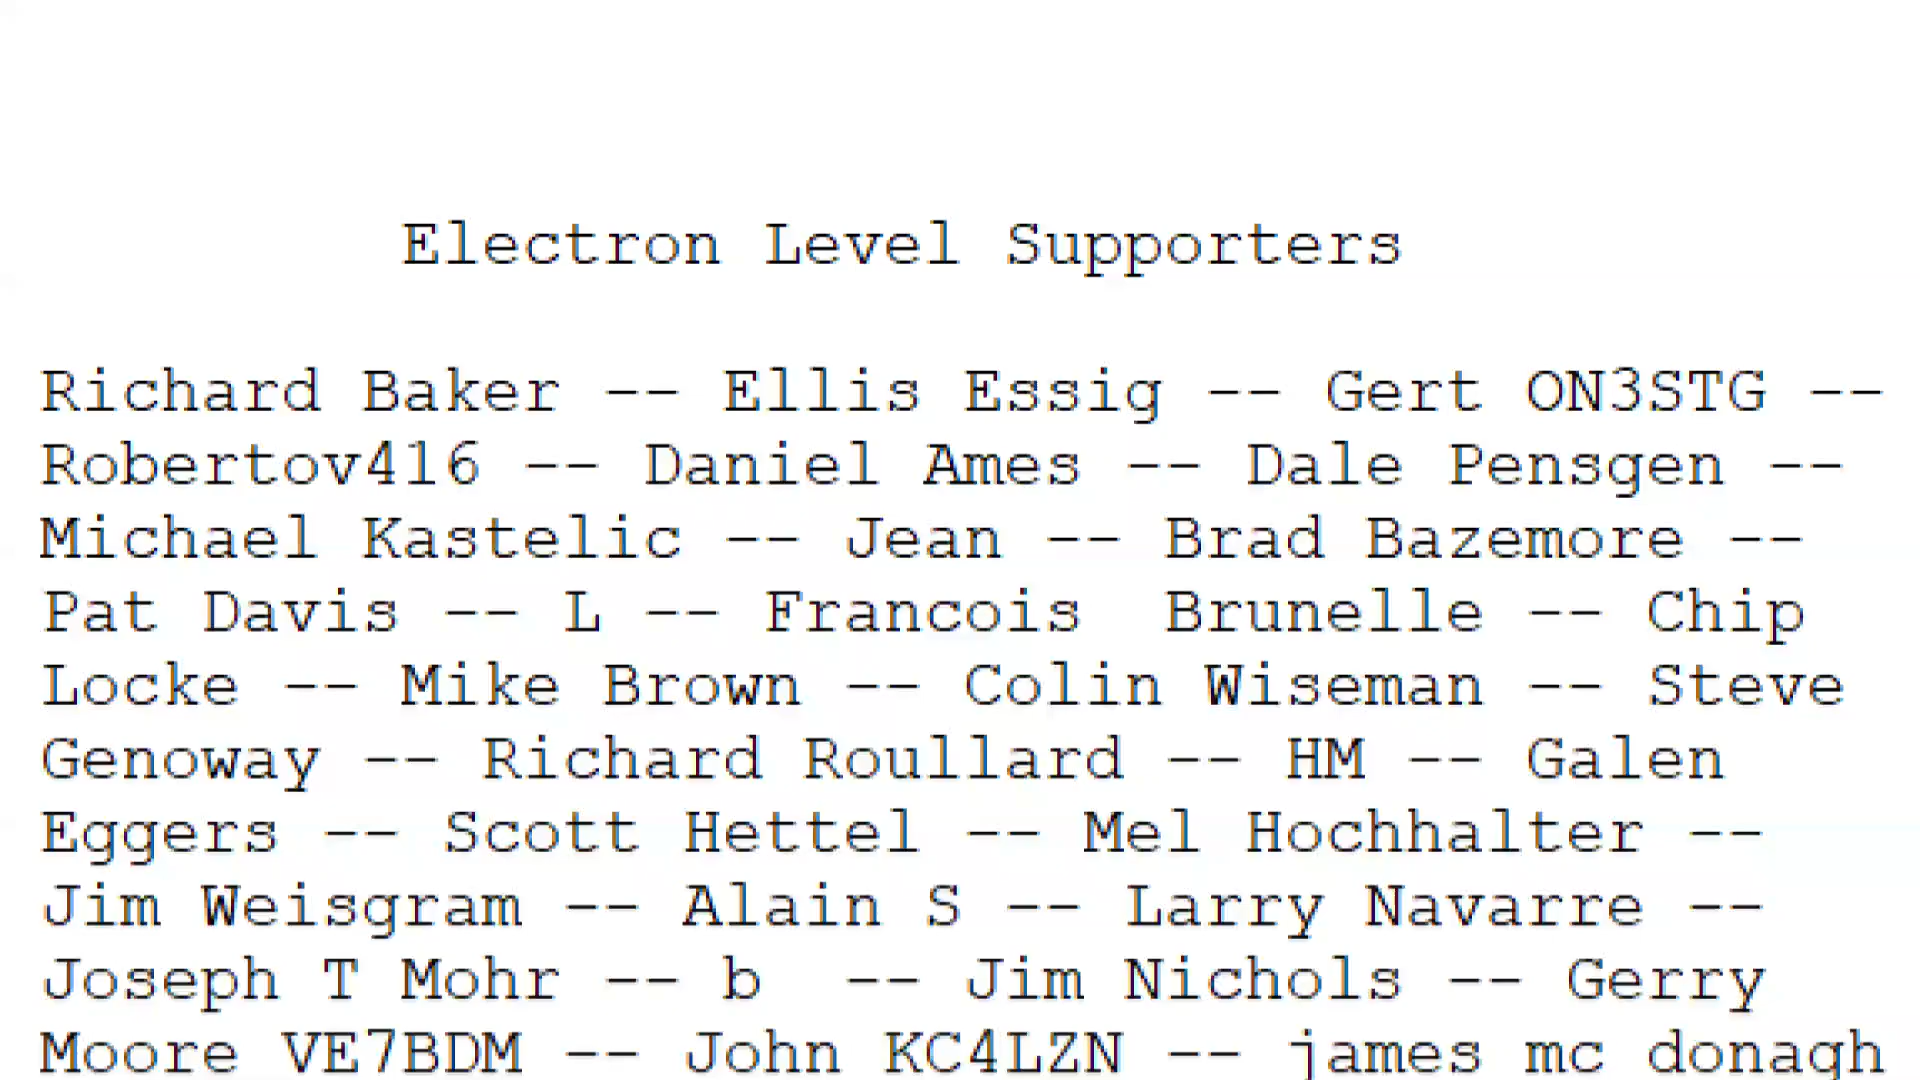 Electron Level Supporters
Richard Baker -- Ellis Essig -- Gert ON3STG --
Robertov416 -- Daniel Ames -- Dale Pensgen --
Michael Kastelic -- Jean -- Brad Bazemore --
Pat Davis -- L -- Francois  Brunelle -- Chip
Locke -- Mike Brown -- Colin Wiseman -- Steve
Genoway -- Richard Roullard -- HM -- Galen
Eggers -- Scott Hettel -- Mel Hochhalter --
Jim Weisgram -- Alain S -- Larry Navarre --
Joseph T Mohr -- b  -- Jim Nichols -- Gerry
Moore VE7BDM -- John KC4LZN -- james mc donagh